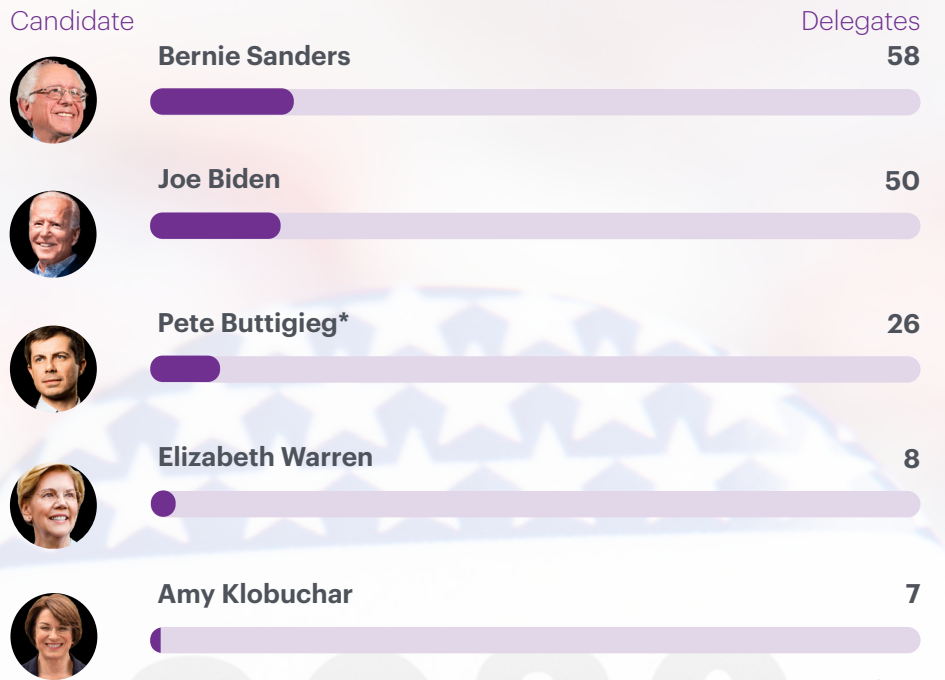 Candidate Delegates
Bernie Sanders 58
Joe Biden 50
Pete Buttigieg* 26
Elizabeth Warren 8
Amy Klobuchar 7